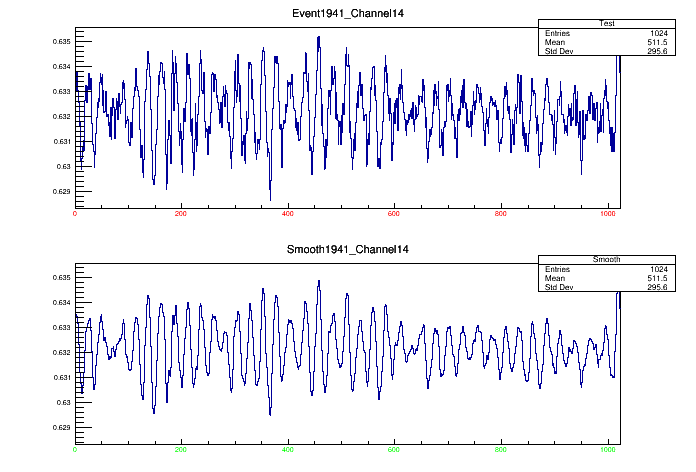 Event1941_Channel14
Test
Entries 1024
Mean 511.5
Std Dev 295.6
0.635
0.634
0.633
0.632
0.631
0.63
0.629
0 200 400 600 800 1000
Smooth1941_Channel14
Smooth
Entries 1024
Mean 511.5
Std Dev 295.6
0.635
0.634
0.633
0.632
0.631
0.63
0.629
0 200 400 600 800 1000